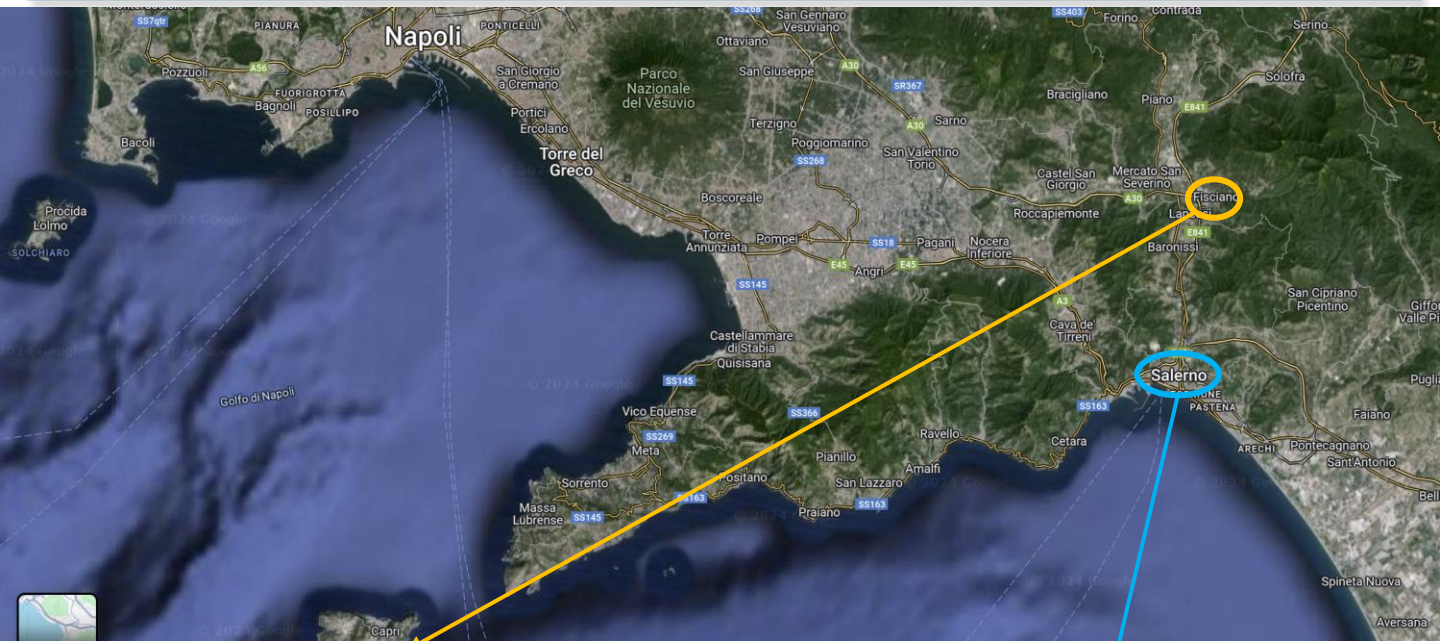 SS7qtr
PIANURA
Napoli
PONTICELLI
SS268
San Gennaro
Vesuviano
SS403
Forino
Contrada
Serino
Ottaviano
A56
Pozzuoli
San Giorgio
a Cremano
San Giuseppe
A30
Parco
Nazionale
del Vesuvio
SR367
Bracigliano
Piano
Solofra
E841
FUORIGROTTA
Bagnoli
POSILLIPO
Portici
Ercolano
Terzigno
A30
Sarno
Bacoli
Poggiomarino
San Valentino
Torio
SS268
Torre del
Greco
Castel San
Giorgio
Mercato San
Severino
Boscoreale
A30
Fisciano
Procida
Lolmo
Roccapiemonte
SOLCHIARO
E841
Torre
Annunziata
Pompei
SS18
Pagani
Nocera
Inferiore
Baronissi
E45
Angri
E45
SS145
A3
San Cipriano
Picentino
Cava de'
Tirreni
Castellammare
di Stabia
Quisisana
SS145
Salerno
© 2024 Google
Golfo di Napoli
PASTENA
SS163
Vico Equense
SS366
Faiano
SS269
Meta
Ravello
Cetara
ARECHI
Pontecagnano
Pianillo
Sant'Antonio
Amalfi
Sorrento
Positano
San Lazzaro
SS163
SS163
Massa
Lubrense
SS145
Praiano
Spineta Nuova
Aversana
Capri